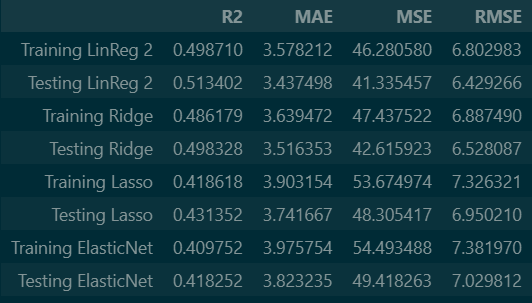 R2 MAE MSE RMSE
Training LinReg 2 0.498710 3.578212 46.280580 6.802983
Testing LinReg 2 0.513402 3.437498 41.335457 6.429266
Training Ridge 0.486179 3.639472 47.437522 6.887490
Testing Ridge 0.498328 3.516353 42.615923 6.528087
Training Lasso 0.418618 3.903154 53.674974 7.326321
Testing Lasso 0.431352 3.741667 48.305417 6.950210
Training ElasticNet 0.409752 3.975754 54.493488 7.381970
Testing ElasticNet 0.418252 3.823235 49.418263 7.029812